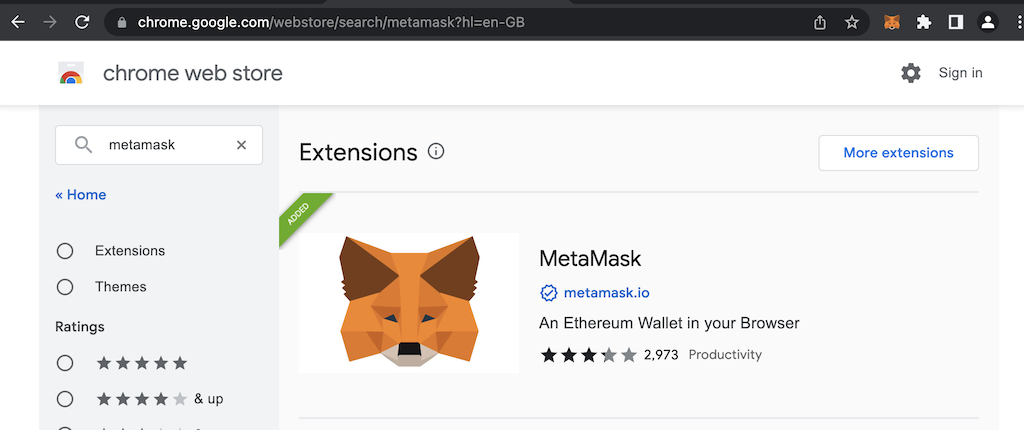 chrome.google.com/webstore/search/metamask?hl=en-GB
chrome web store
Sign in
metamask
« Home
Extensions
Themes
Ratings
& up
Extensions
More extensions
ADDED
MetaMask
metamask.io
An Ethereum Wallet in your Browser
2,973 Productivity